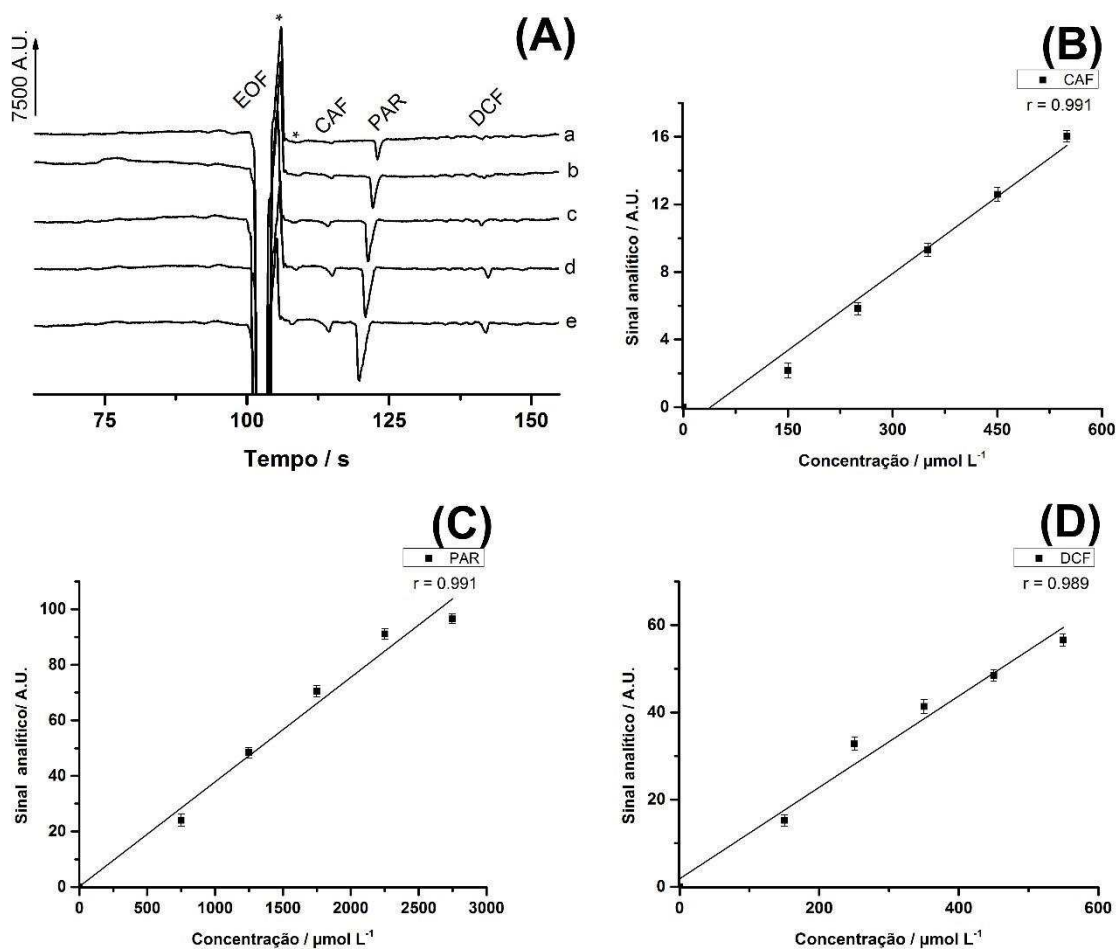 (A)
7500 A.U.
*
EOF
*
CAF
PAR
DCF
a
b
c
d
e
75
100
125
150
Tempo / s
(B)
CAF
r = 0.991
16
12
8
4
0
Sinal analítico / A.U.
0
150
300
450
600
Concentração / µmol L⁻¹
(C)
PAR
r = 0.991
100
80
60
40
20
0
Sinal analítico/ A.U.
0
500
1000
1500
2000
2500
3000
Concentração / µmol L⁻¹
(D)
DCF
r = 0.989
60
40
20
0
Sinal analítico / A.U.
0
200
400
600
Concentração / µmol L⁻¹